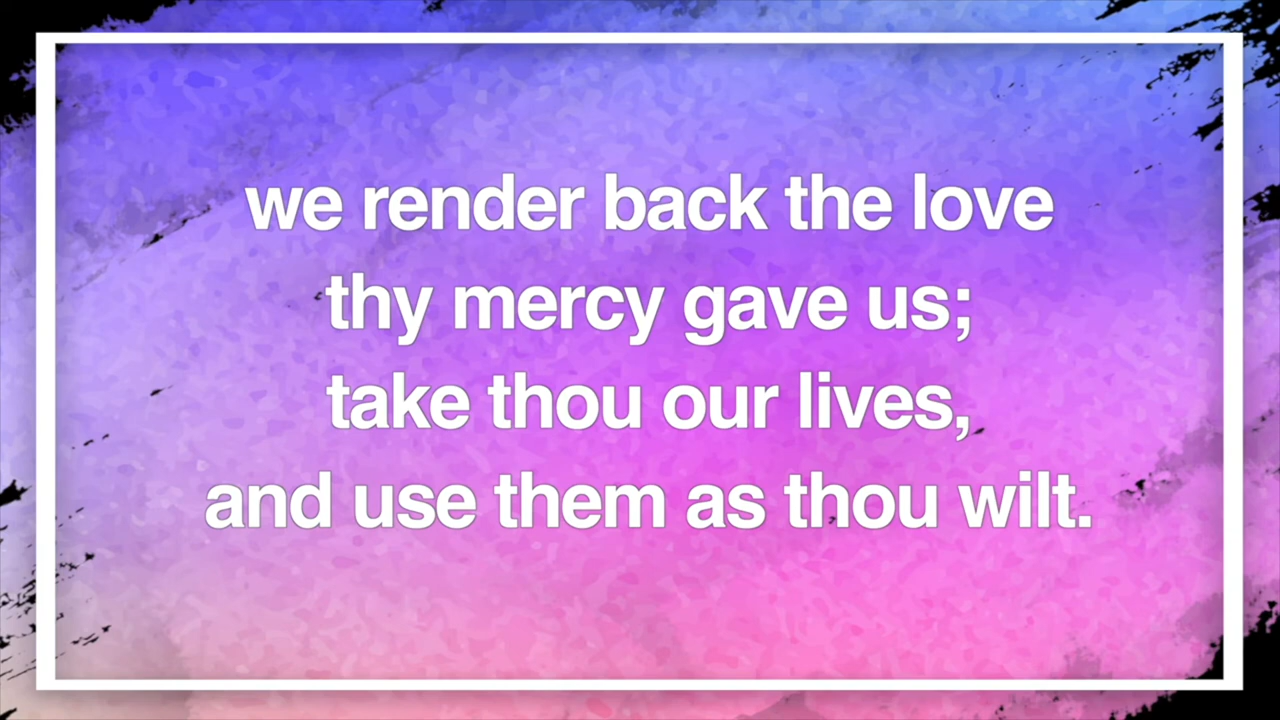 we render back the love
thy mercy gave us;
take thou our lives,
and use them as thou wilt.